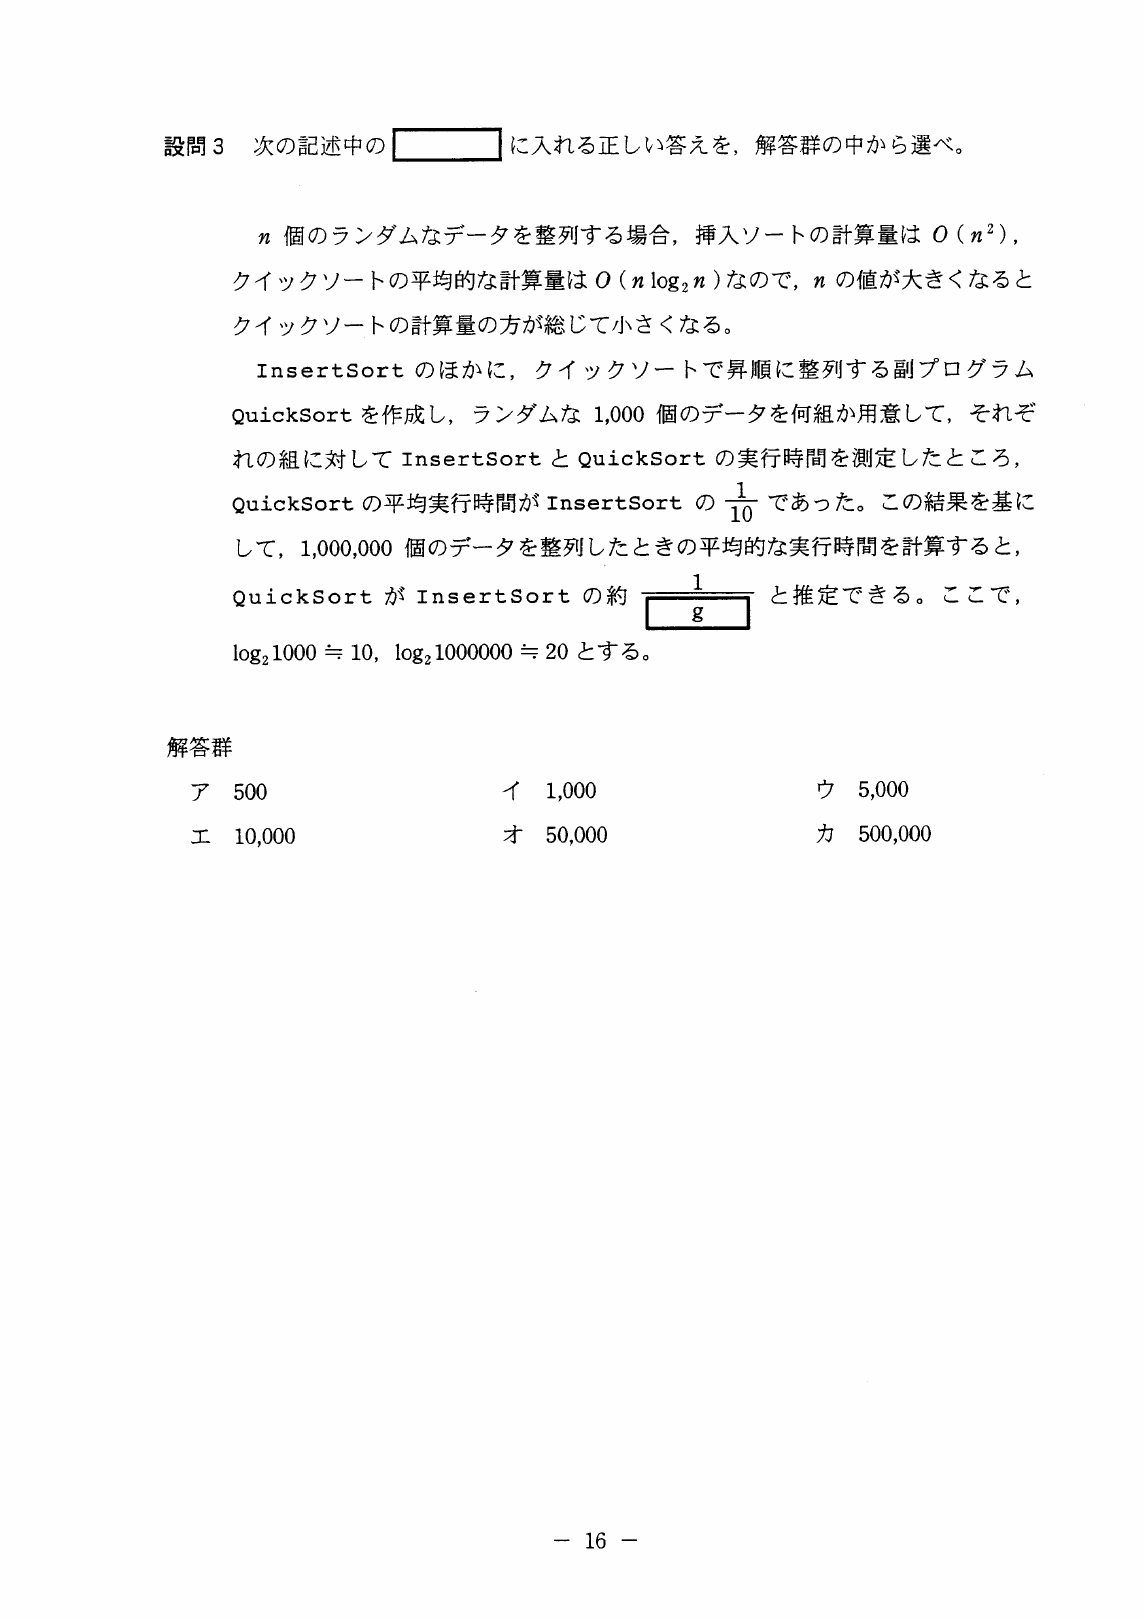 設問3 次の記述中の　　　に入れる正しい答えを，解答群の中から選べ。
n 個のランダムなデータを整列する場合，挿入ソートの計算量は O(n²)，
クイックソートの平均的な計算量は O(n log₂n)なので，n の値が大きくなると
クイックソートの計算量の方が総じて小さくなる。
InsertSort のほかに，クイックソートで昇順に整列する副プログラム
QuickSort を作成し，ランダムな 1,000 個のデータを何組か用意して，それぞ
れの組に対して InsertSort と QuickSort の実行時間を測定したところ，
QuickSort の平均実行時間が InsertSort の 1/10 であった。この結果を基に
して，1,000,000 個のデータを整列したときの平均的な実行時間を計算すると，
QuickSort が InsertSort の約 1/g と推定できる。ここで，
log₂1000≒10，log₂1000000≒20 とする。
解答群
ア 500 イ 1,000 ウ 5,000
エ 10,000 オ 50,000 カ 500,000
— 16 —